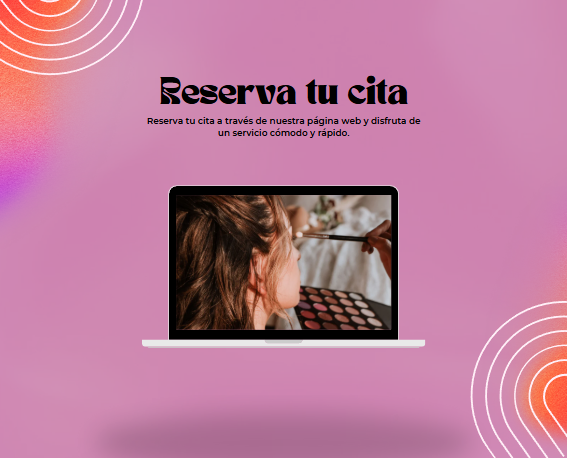 Reserva tu cita
Reserva tu cita a través de nuestra página web y disfruta de
un servicio cómodo y rápido.